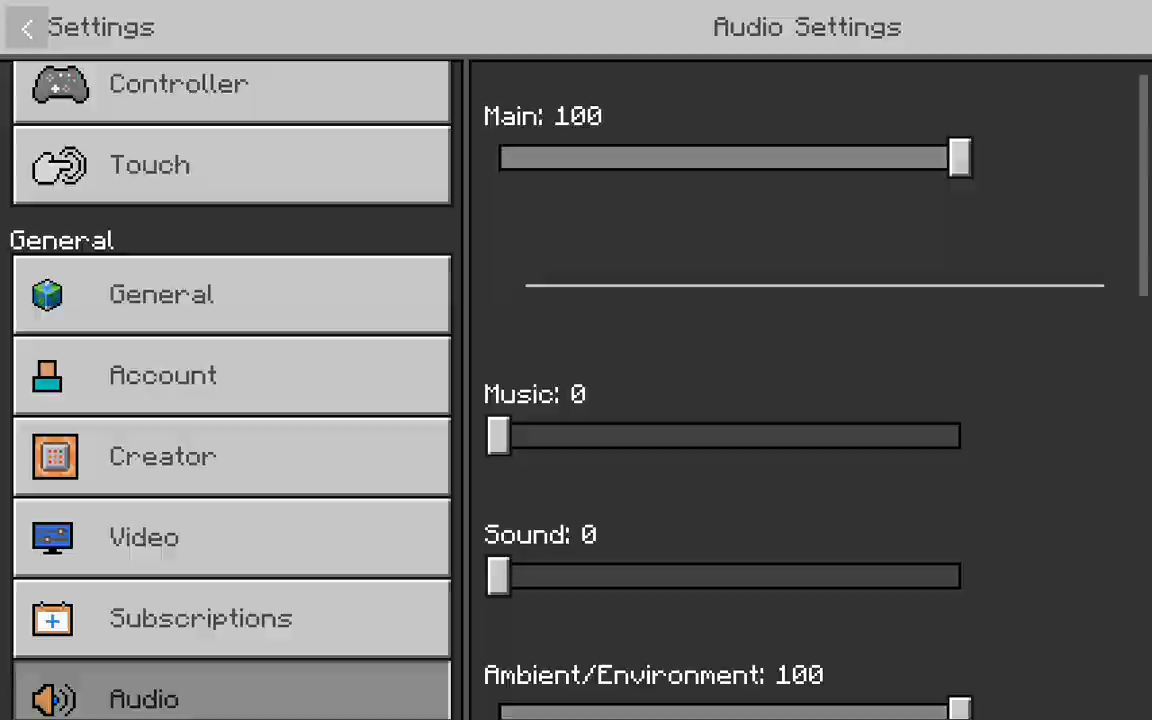 Settings
Audio Settings
Controller
Touch
General
General
Account
Creator
Video
Subscriptions
Audio
Main: 100
Music: 0
Sound: 0
Ambient/Environment: 100